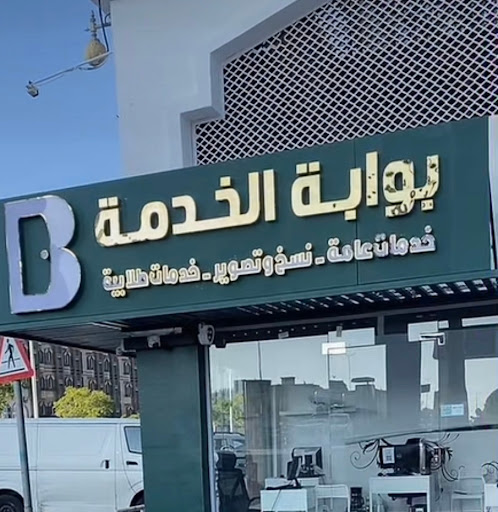 بوابة الخدمة
خدمات عامة - نسخ وتصوير - خدمات طلابية